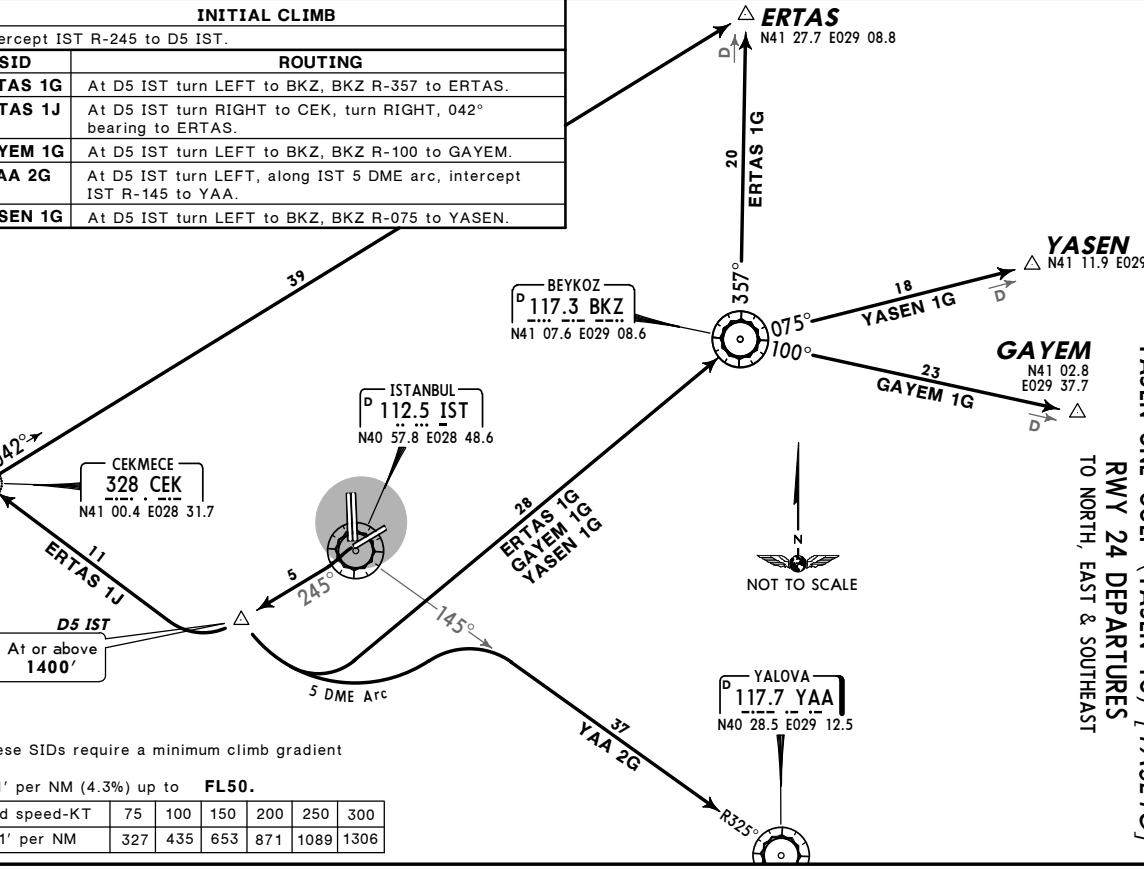 INITIAL CLIMB
ercept IST R-245 to D5 IST.
SID ROUTING
TAS 1G At D5 IST turn LEFT to BKZ, BKZ R-357 to ERTAS.
TAS 1J At D5 IST turn RIGHT to CEK, turn RIGHT, 042°
bearing to ERTAS.
YEM 1G At D5 IST turn LEFT to BKZ, BKZ R-100 to GAYEM.
AA 2G At D5 IST turn LEFT, along IST 5 DME arc, intercept
IST R-145 to YAA.
SEN 1G At D5 IST turn LEFT to BKZ, BKZ R-075 to YASEN.
ERTAS
N41 27.7 E029 08.8
D
20
ERTAS 1G
357°
YASEN
N41 11.9 E029
D
18
YASEN 1G
075°
100°
GAYEM
N41 02.8
E029 37.7
D
23
GAYEM 1G
BEYKOZ
D 117.3 BKZ
N41 07.6 E029 08.6
39
042°
ISTANBUL
D 112.5 IST
N40 57.8 E028 48.6
CEKMECE
328 CEK
N41 00.4 E028 31.7
11
ERTAS 1J
5
245°
D5 IST
At or above
1400'
28
ERTAS 1G
GAYEM 1G
YASEN 1G
145°
5 DME Arc
37
YAA 2G
R325°
N
NOT TO SCALE
YALOVA
D 117.7 YAA
N40 28.5 E029 12.5
RWY 24 DEPARTURES
TO NORTH, EAST & SOUTHEAST
ese SIDs require a minimum climb gradient
1' per NM (4.3%) up to FL50.
d speed-KT 75 100 150 200 250 300
1' per NM 327 435 653 871 1089 1306